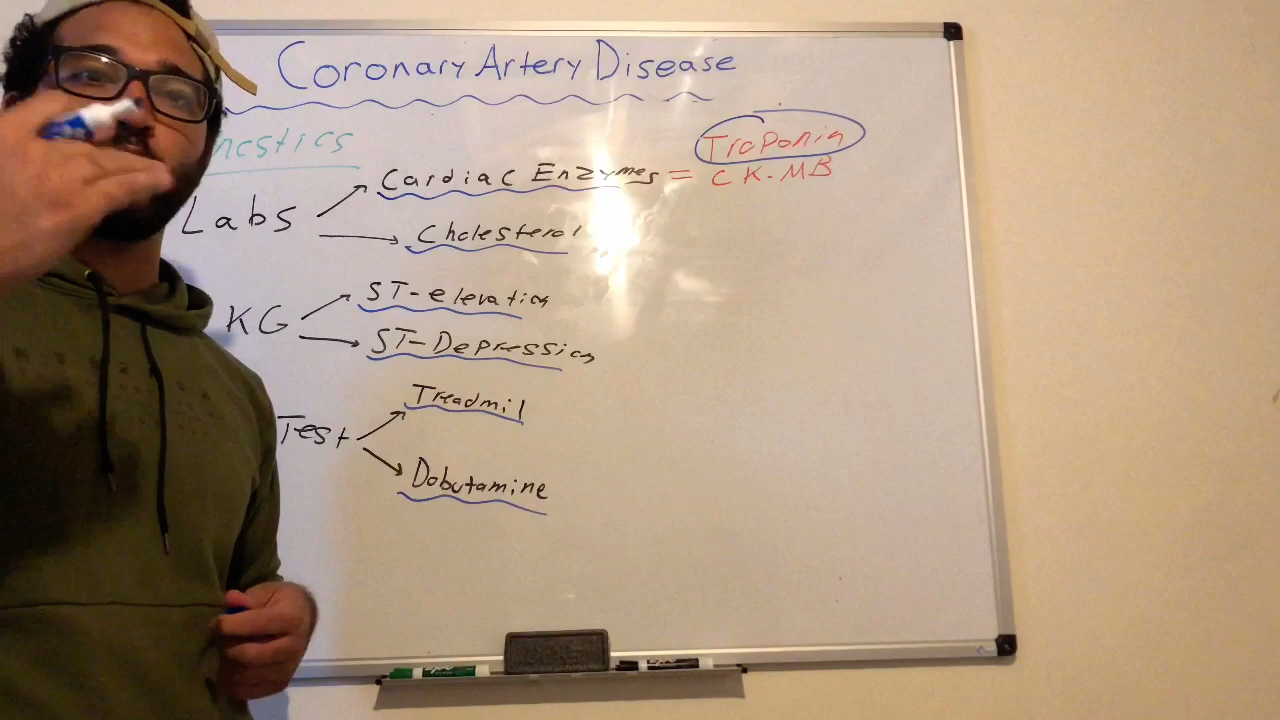 Coronary Artery Disease
nostics
Labs
Cardiac Enzymes = Troponin
CK-MB
Cholesterol
KG
ST-elevation
ST-Depression
Test
Treadmil
Dobutamine